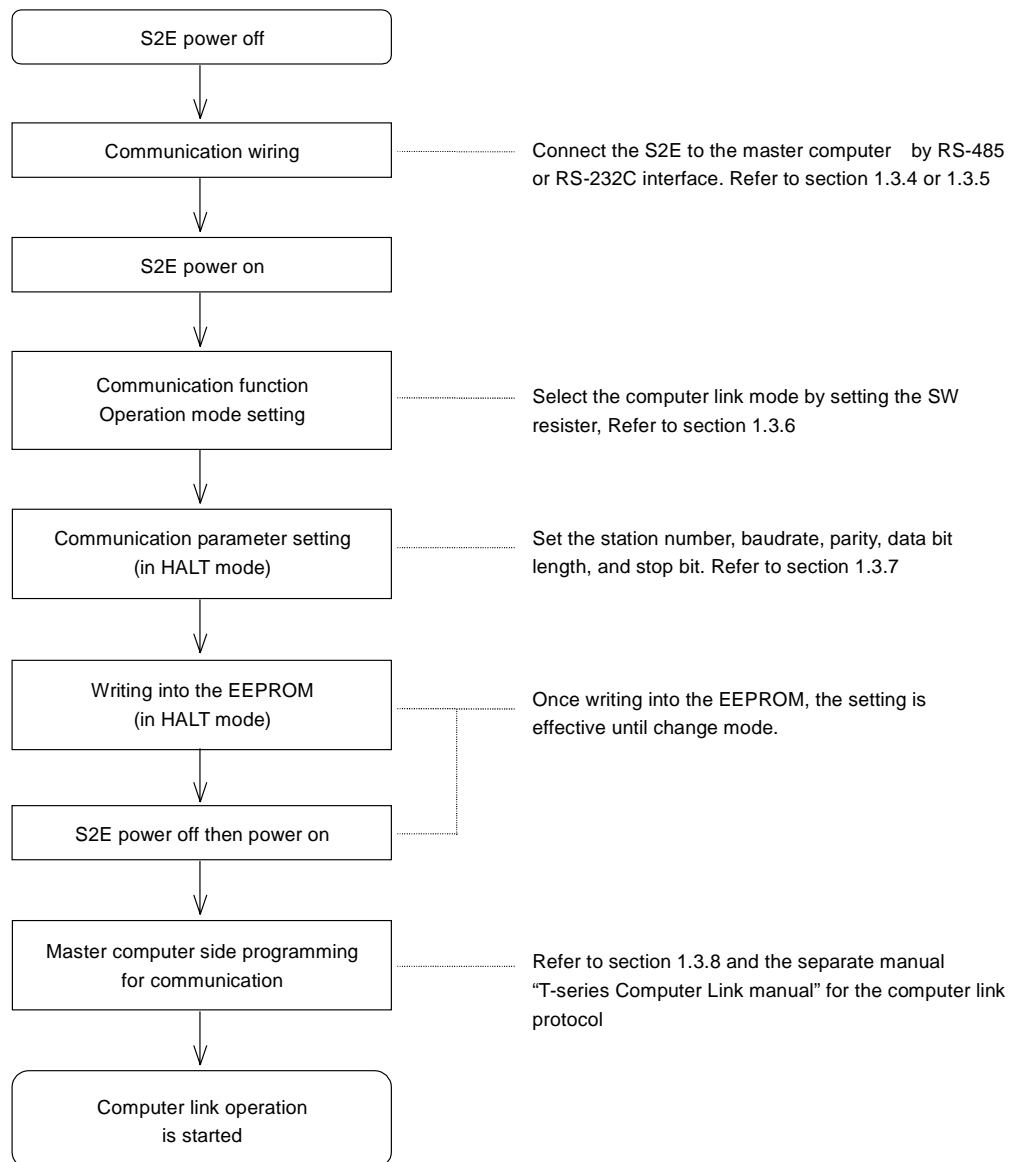 S2E power off
Communication wiring
Connect the S2E to the master computer by RS-485
or RS-232C interface. Refer to section 1.3.4 or 1.3.5
S2E power on
Communication function
Operation mode setting
Select the computer link mode by setting the SW
resister, Refer to section 1.3.6
Communication parameter setting
(in HALT mode)
Set the station number, baudrate, parity, data bit
length, and stop bit. Refer to section 1.3.7
Writing into the EEPROM
(in HALT mode)
Once writing into the EEPROM, the setting is
effective until change mode.
S2E power off then power on
Master computer side programming
for communication
Refer to section 1.3.8 and the separate manual
“T-series Computer Link manual” for the computer link
protocol
Computer link operation
is started